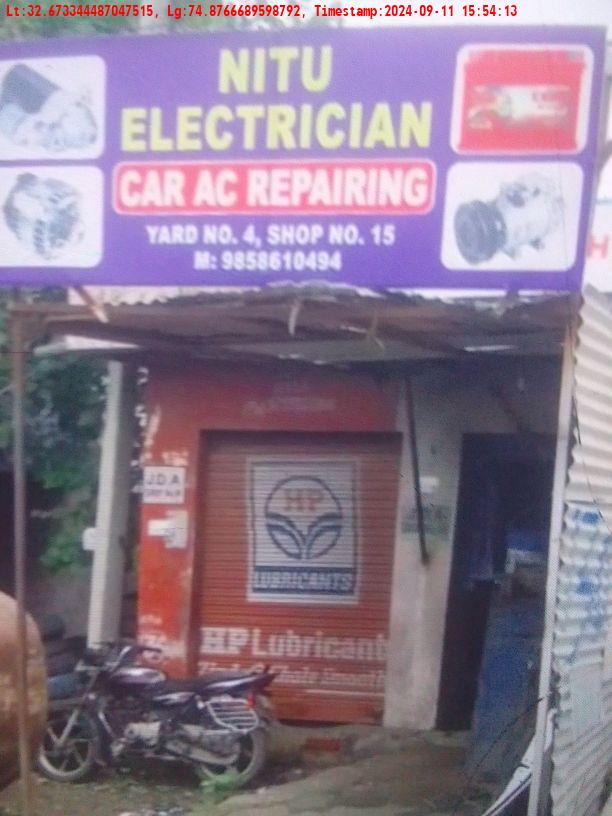 Lt:32.673344487047515, Lg:74.8766689598792, Timestamp:2024-09-11 15:54:13
NITU
ELECTRICIAN
CAR AC REPAIRING
YARD NO. 4, SHOP NO. 15
M: 9858610494
J.D.A
HP
LUBRICANTS
HP Lubricant